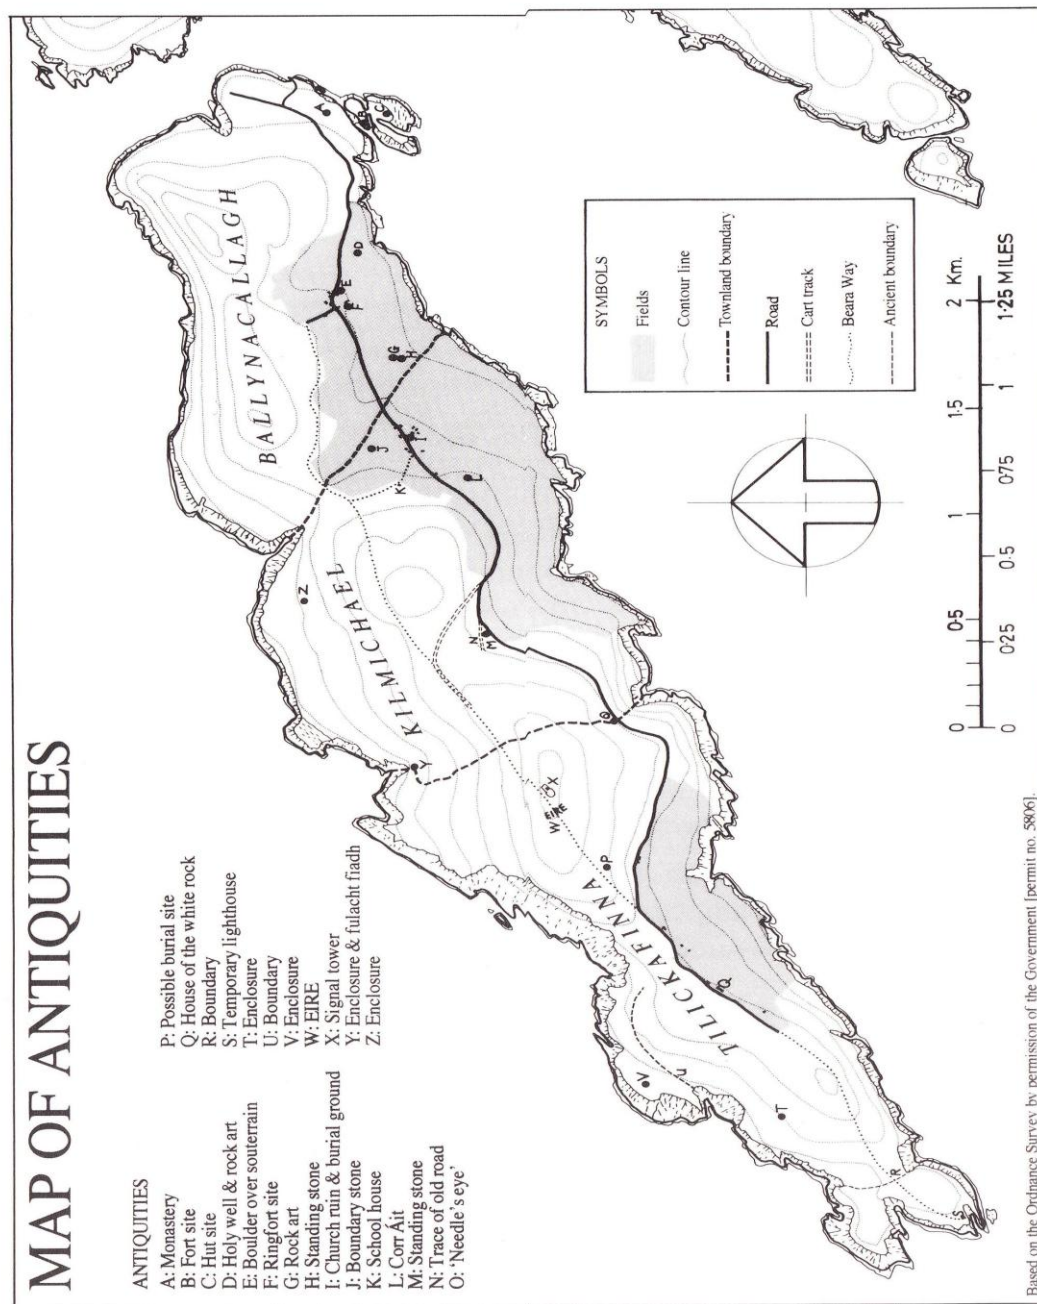 MAP OF ANTIQUITIES
ANTIQUITIES
A: Monastery
B: Fort site
C: Hut site
D: Holy well & rock art
E: Boulder over souterrain
F: Ringfort site
G: Rock art
H: Standing stone
I: Church ruin & burial ground
J: Boundary stone
K: School house
L: Corr Áit
M: Standing stone
N: Trace of old road
O: 'Needle's eye'
P: Possible burial site
Q: House of the white rock
R: Boundary
S: Temporary lighthouse
T: Enclosure
U: Boundary
V: Enclosure
W: EIRE
X: Signal tower
Y: Enclosure & fulacht fiadh
Z: Enclosure
BALLYNACALLAGH
KILMICHAEL
TILICKAFINNA
A
B
C
D
E
F
G
H
I
J
K
L
M
N
O
P
Q
R
S
T
U
V
W EIRE
X
Y
Z
SYMBOLS
Fields
Contour line
Townland boundary
Road
Cart track
Beara Way
Ancient boundary
0 0·5 1 1·5 2 Km.
0 0·25 0·5 0·75 1 1·25 MILES
Based on the Ordnance Survey by permission of the Government [permit no. 5806].